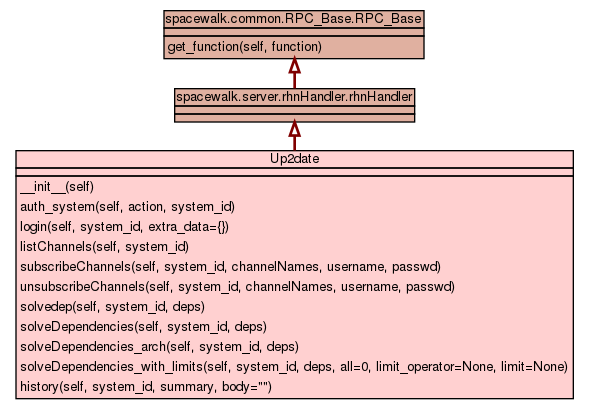 spacewalk.common.RPC_Base.RPC_Base
get_function(self, function)
spacewalk.server.rhnHandler.rhnHandler
Up2date
__init__(self)
auth_system(self, action, system_id)
login(self, system_id, extra_data={})
listChannels(self, system_id)
subscribeChannels(self, system_id, channelNames, username, passwd)
unsubscribeChannels(self, system_id, channelNames, username, passwd)
solvedep(self, system_id, deps)
solveDependencies(self, system_id, deps)
solveDependencies_arch(self, system_id, deps)
solveDependencies_with_limits(self, system_id, deps, all=0, limit_operator=None, limit=None)
history(self, system_id, summary, body="")